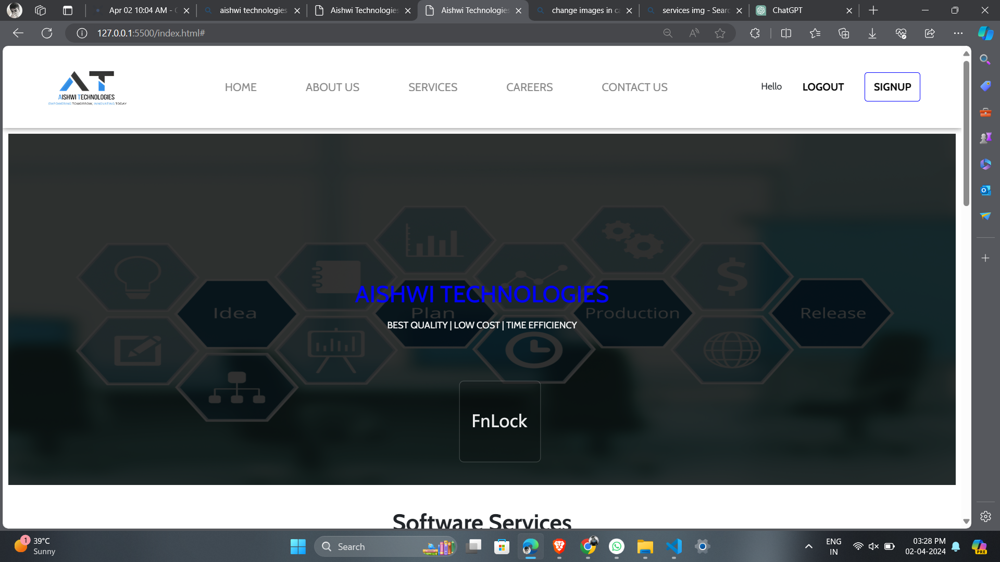 Apr 02 10:04 AM -
aishwi technologies
Aishwi Technologies
Aishwi Technologies
change images in ca
services img - Searc
ChatGPT
127.0.0.1:5500/index.html#
AT
AISHWI TECHNOLOGIES
EMPOWERING TOMORROW, INNOVATING TODAY
HOME
ABOUT US
SERVICES
CAREERS
CONTACT US
Hello
LOGOUT
SIGNUP
AISHWI TECHNOLOGIES
Idea
Plan
Production
Release
BEST QUALITY | LOW COST | TIME EFFICIENCY
FnLock
Software Services
1
39°C
Sunny
Search
ENG
IN
03:28 PM
02-04-2024
PRE